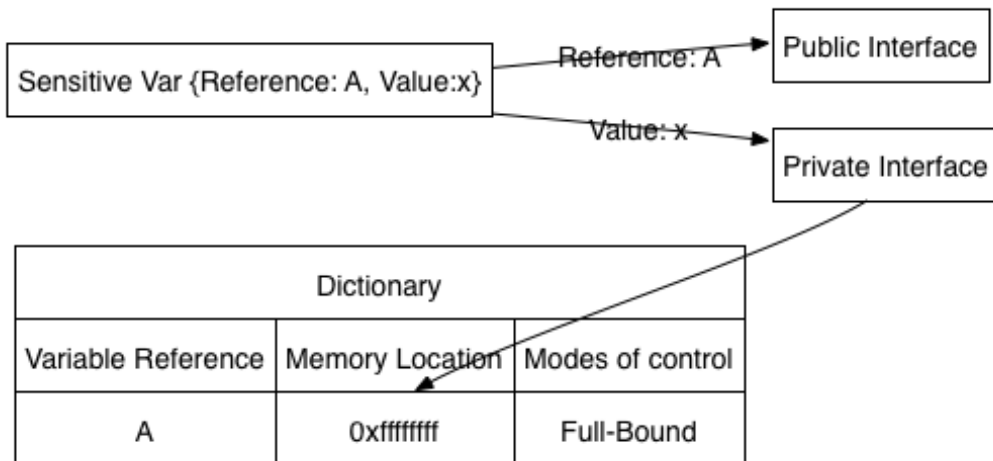 Public Interface
Reference: A
Sensitive Var {Reference: A, Value:x}
Value: x
Private Interface
Dictionary
Variable Reference Memory Location Modes of control
A 0xffffffff Full-Bound